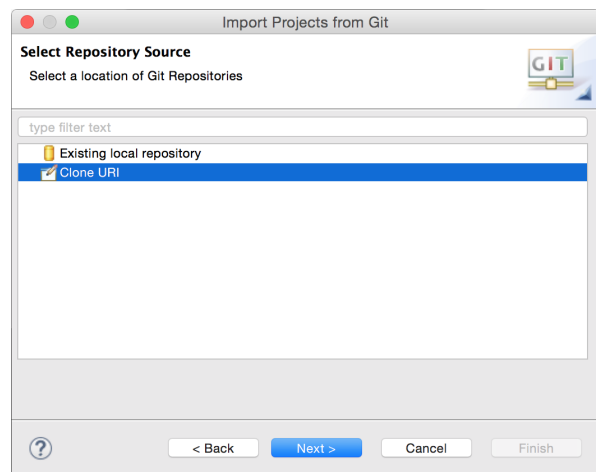 Import Projects from Git
Select Repository Source
Select a location of Git Repositories
GIT
type filter text
Existing local repository
Clone URI
?
< Back
Next >
Cancel
Finish